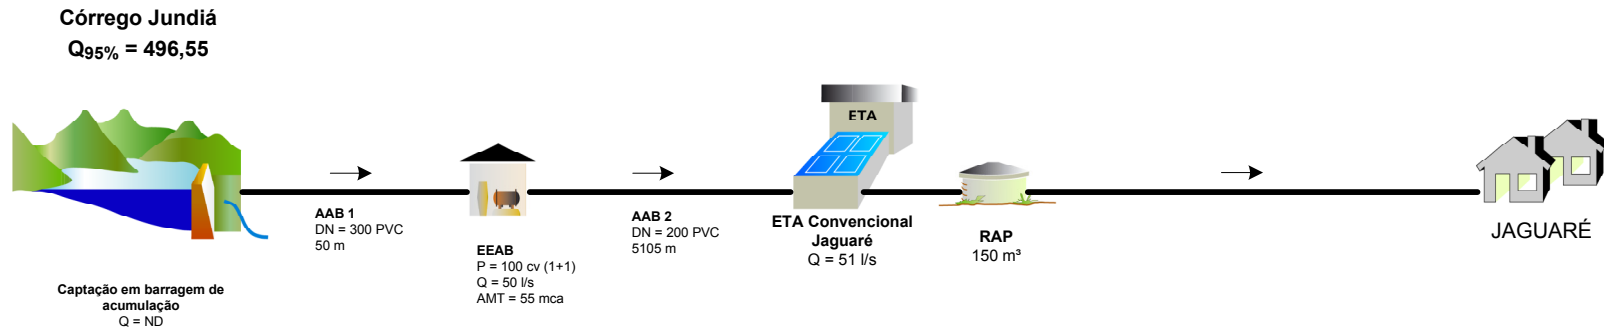 Córrego Jundiá
Q95% = 496,55
ETA
AAB 1
DN = 300 PVC
50 m
EEAB
P = 100 cv (1+1)
Q = 50 l/s
AMT = 55 mca
AAB 2
DN = 200 PVC
5105 m
ETA Convencional
Jaguaré
Q = 51 l/s
RAP
150 m³
JAGUARÉ
Captação em barragem de
acumulação
Q = ND